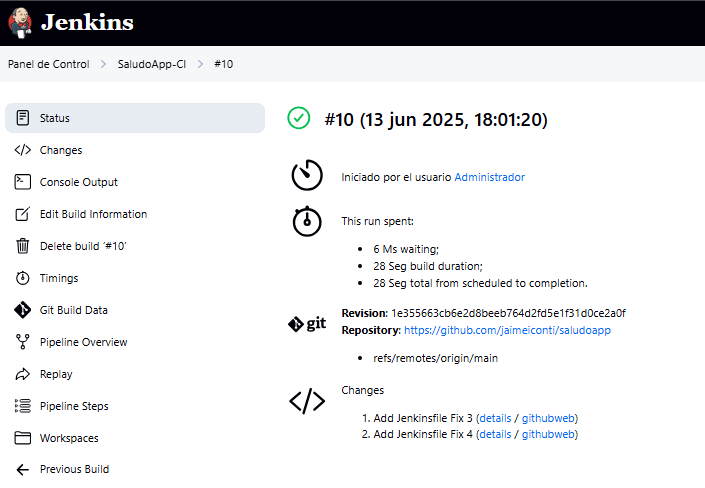 Jenkins
Panel de Control > SaludoApp-CI > #10
Status
Changes
Console Output
Edit Build Information
Delete build ‘#10’
Timings
Git Build Data
Pipeline Overview
Replay
Pipeline Steps
Workspaces
Previous Build
#10 (13 jun 2025, 18:01:20)
Iniciado por el usuario Administrador
This run spent:
• 6 Ms waiting;
• 28 Seg build duration;
• 28 Seg total from scheduled to completion.
git
Revision: 1e355663cb6e2d8beeb764d2fd5e1f31d0ce2a0f
Repository: https://github.com/jaimeiconti/saludoapp
• refs/remotes/origin/main
Changes
1. Add Jenkinsfile Fix 3 (details / githubweb)
2. Add Jenkinsfile Fix 4 (details / githubweb)